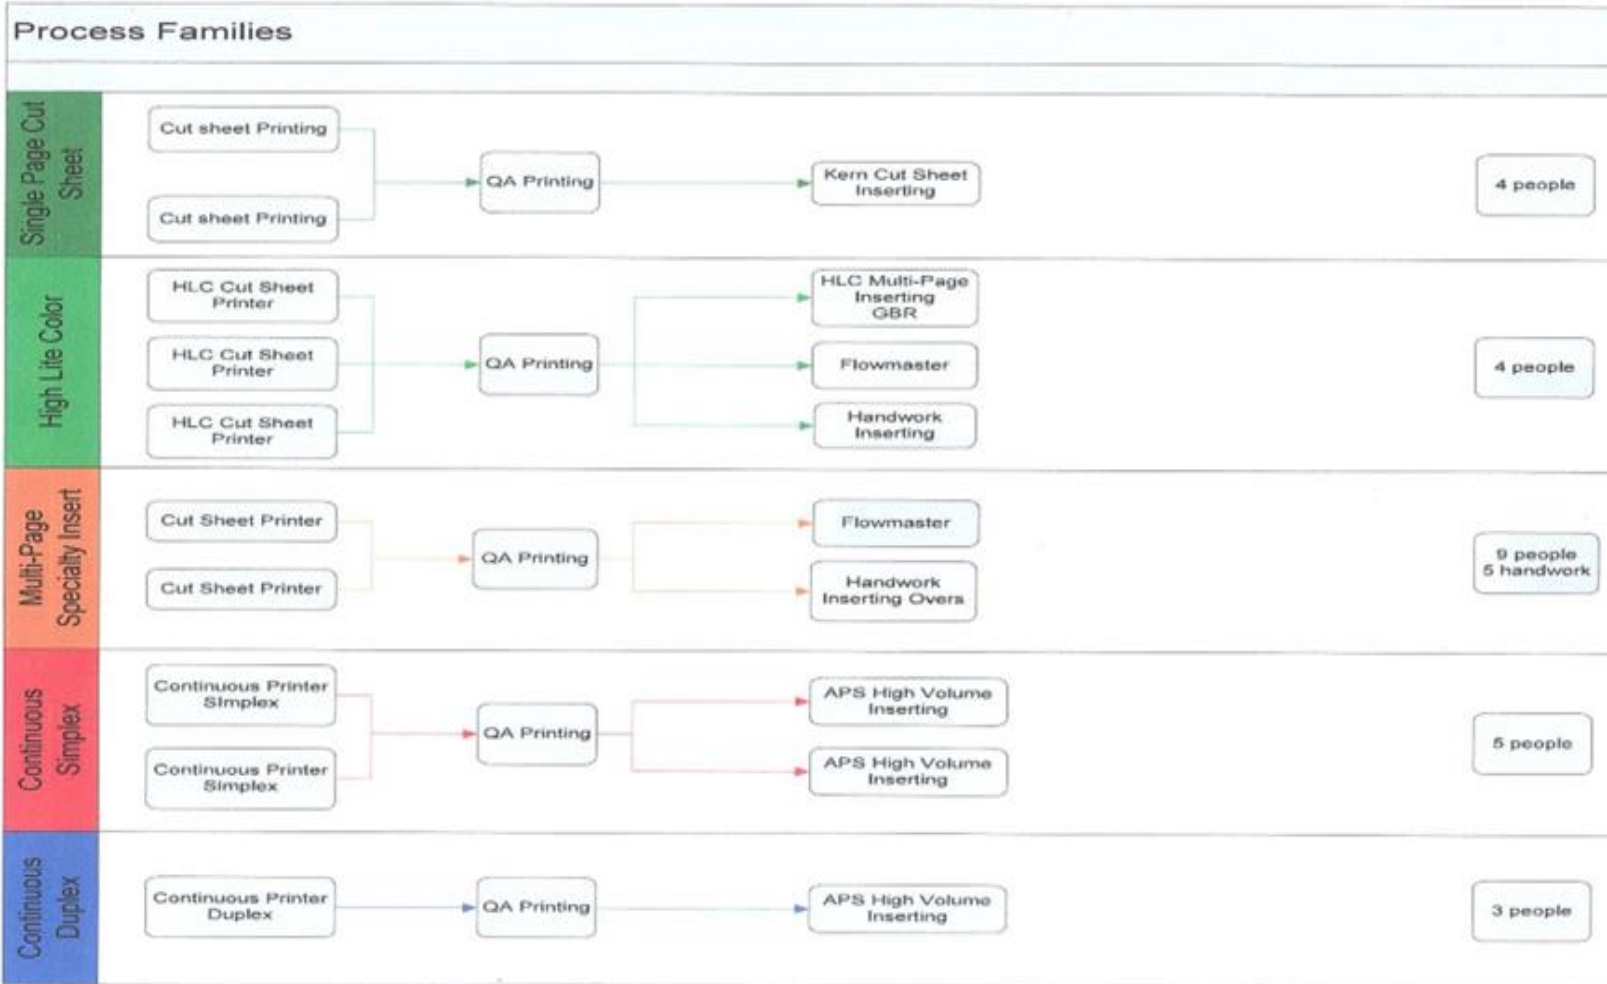 Process Families
Single Page Cut
Sheet
Cut sheet Printing
Cut sheet Printing
QA Printing
Kern Cut Sheet
Inserting
4 people
High Lite Color
HLC Cut Sheet
Printer
HLC Cut Sheet
Printer
HLC Cut Sheet
Printer
QA Printing
HLC Multi-Page
Inserting
GBR
Flowmaster
Handwork
Inserting
4 people
Multi-Page
Specialty Insert
Cut Sheet Printer
Cut Sheet Printer
QA Printing
Flowmaster
Handwork
Inserting Overs
9 people
5 handwork
Continuous
Simplex
Continuous Printer
SImplex
Continuous Printer
SImplex
QA Printing
APS High Volume
Inserting
APS High Volume
Inserting
5 people
Continuous
Duplex
Continuous Printer
Duplex
QA Printing
APS High Volume
Inserting
3 people